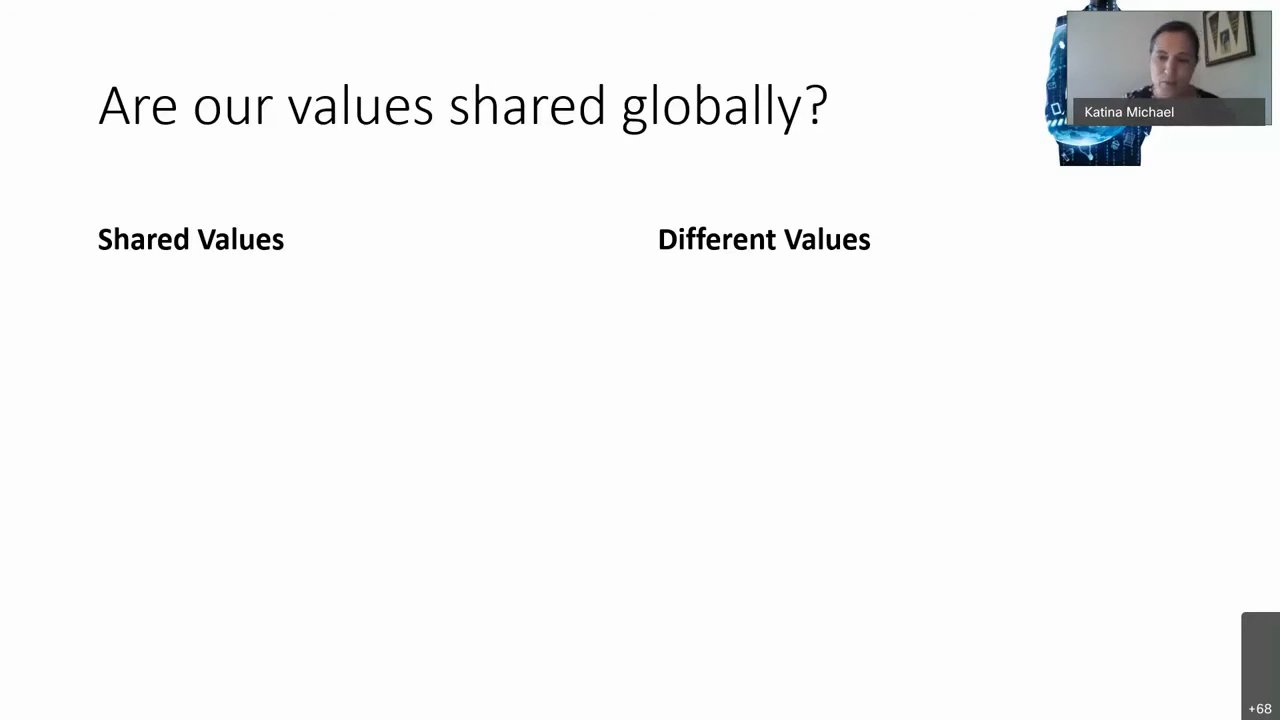 Are our values shared globally?
Katina Michael
Shared Values
Different Values
+68